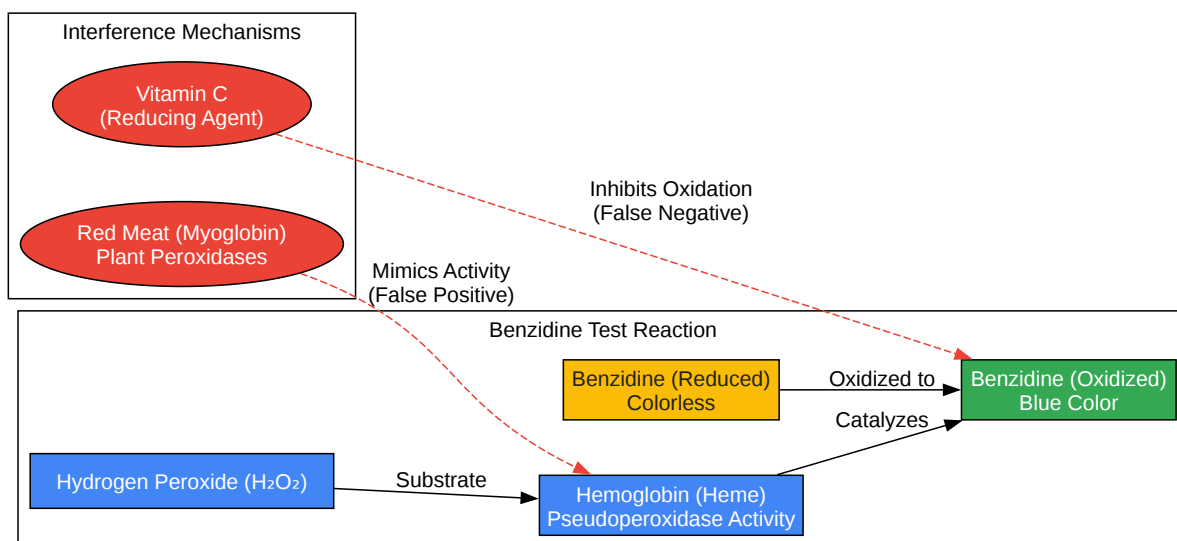 Interference Mechanisms
Vitamin C
(Reducing Agent)
Inhibits Oxidation
(False Negative)
Red Meat (Myoglobin)
Plant Peroxidases
Mimics Activity
(False Positive)
Benzidine Test Reaction
Benzidine (Reduced)
Colorless
Oxidized to
Benzidine (Oxidized)
Blue Color
Catalyzes
Hydrogen Peroxide (H₂O₂)
Substrate
Hemoglobin (Heme)
Pseudoperoxidase Activity